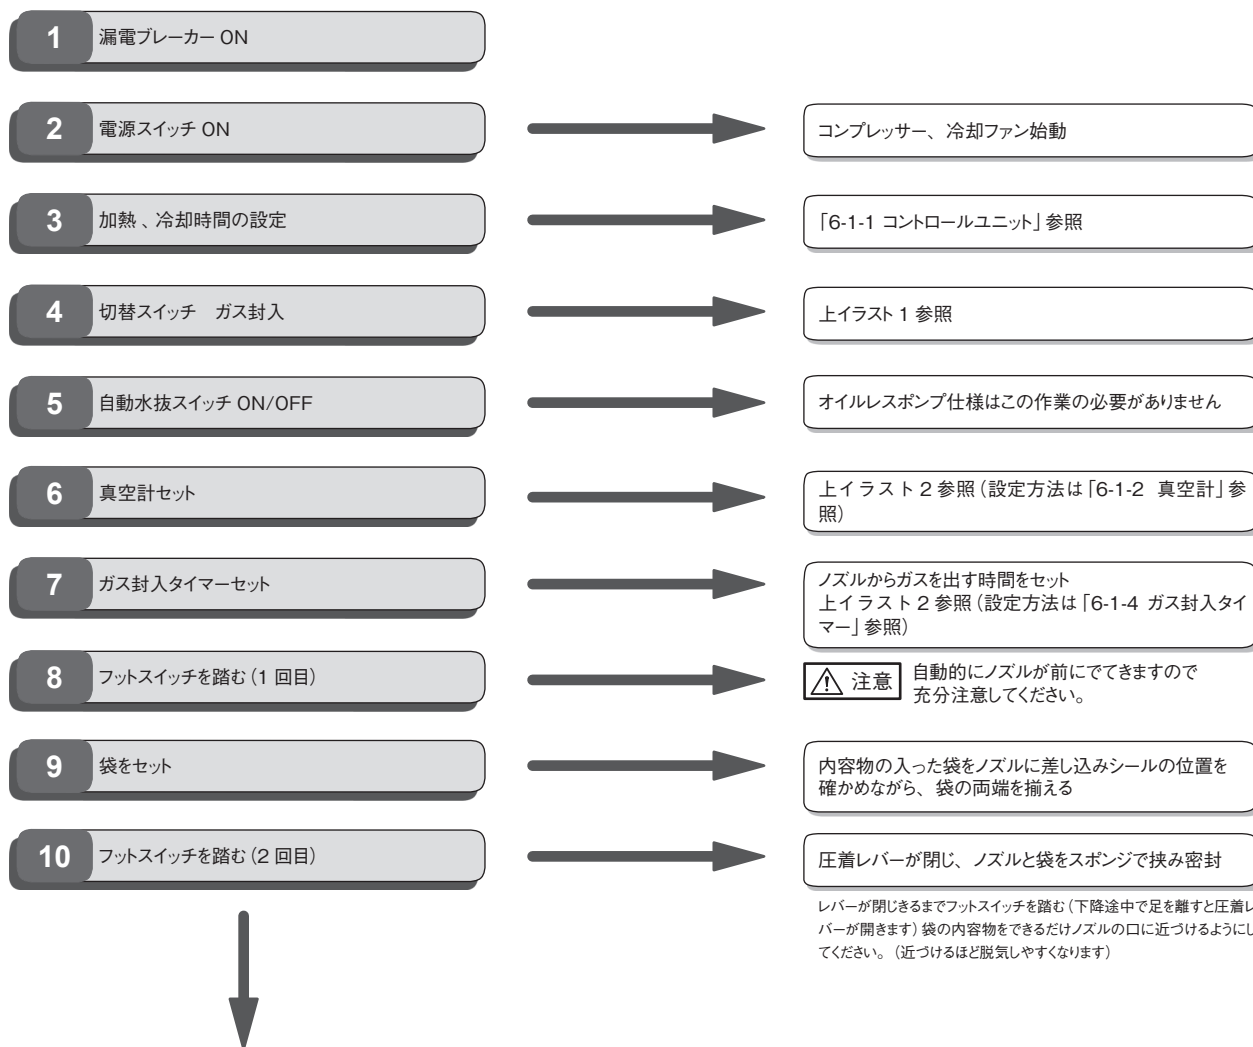 1 漏電ブレーカー ON
2 電源スイッチ ON
コンプレッサー、冷却ファン始動
3 加熱 、冷却時間の設定
「6-1-1 コントロールユニット」参照
4 切替スイッチ　ガス封入
上イラスト 1 参照
5 自動水抜スイッチ ON/OFF
オイルレスポンプ仕様はこの作業の必要がありません
6 真空計セット
上イラスト 2 参照（設定方法は「6-1-2 真空計」参
照）
7 ガス封入タイマーセット
ノズルからガスを出す時間をセット
上イラスト 2 参照（設定方法は「6-1-4 ガス封入タイ
マー」参照）
8 フットスイッチを踏む（1 回目）
注意
自動的にノズルが前にでてきますので
充分注意してください。
9 袋をセット
内容物の入った袋をノズルに差し込みシールの位置を
確かめながら、袋の両端を揃える
10 フットスイッチを踏む（2 回目）
圧着レバーが閉じ、ノズルと袋をスポンジで挟み密封
レバーが閉じきるまでフットスイッチを踏む（下降途中で足を離すと圧着レ
バーが開きます）袋の内容物をできるだけノズルの口に近づけるようにし
てください。（近づけるほど脱気しやすくなります）